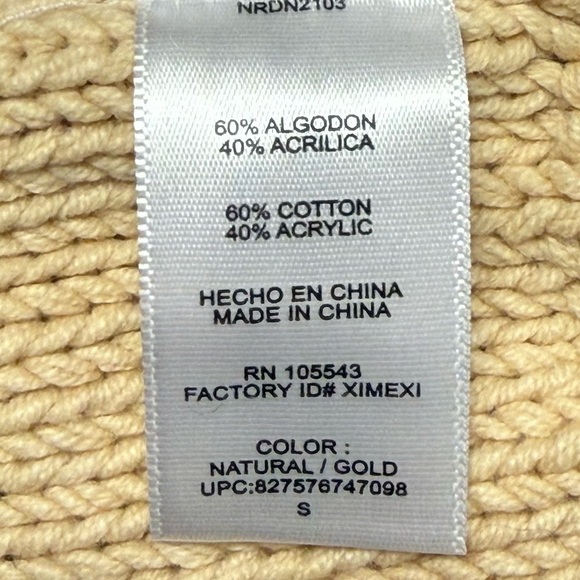 NRDN2103
60% ALGODON
40% ACRILICA
60% COTTON
40% ACRYLIC
HECHO EN CHINA
MADE IN CHINA
RN 105543
FACTORY ID# XIMEXI
COLOR :
NATURAL / GOLD
UPC:827576747098
S